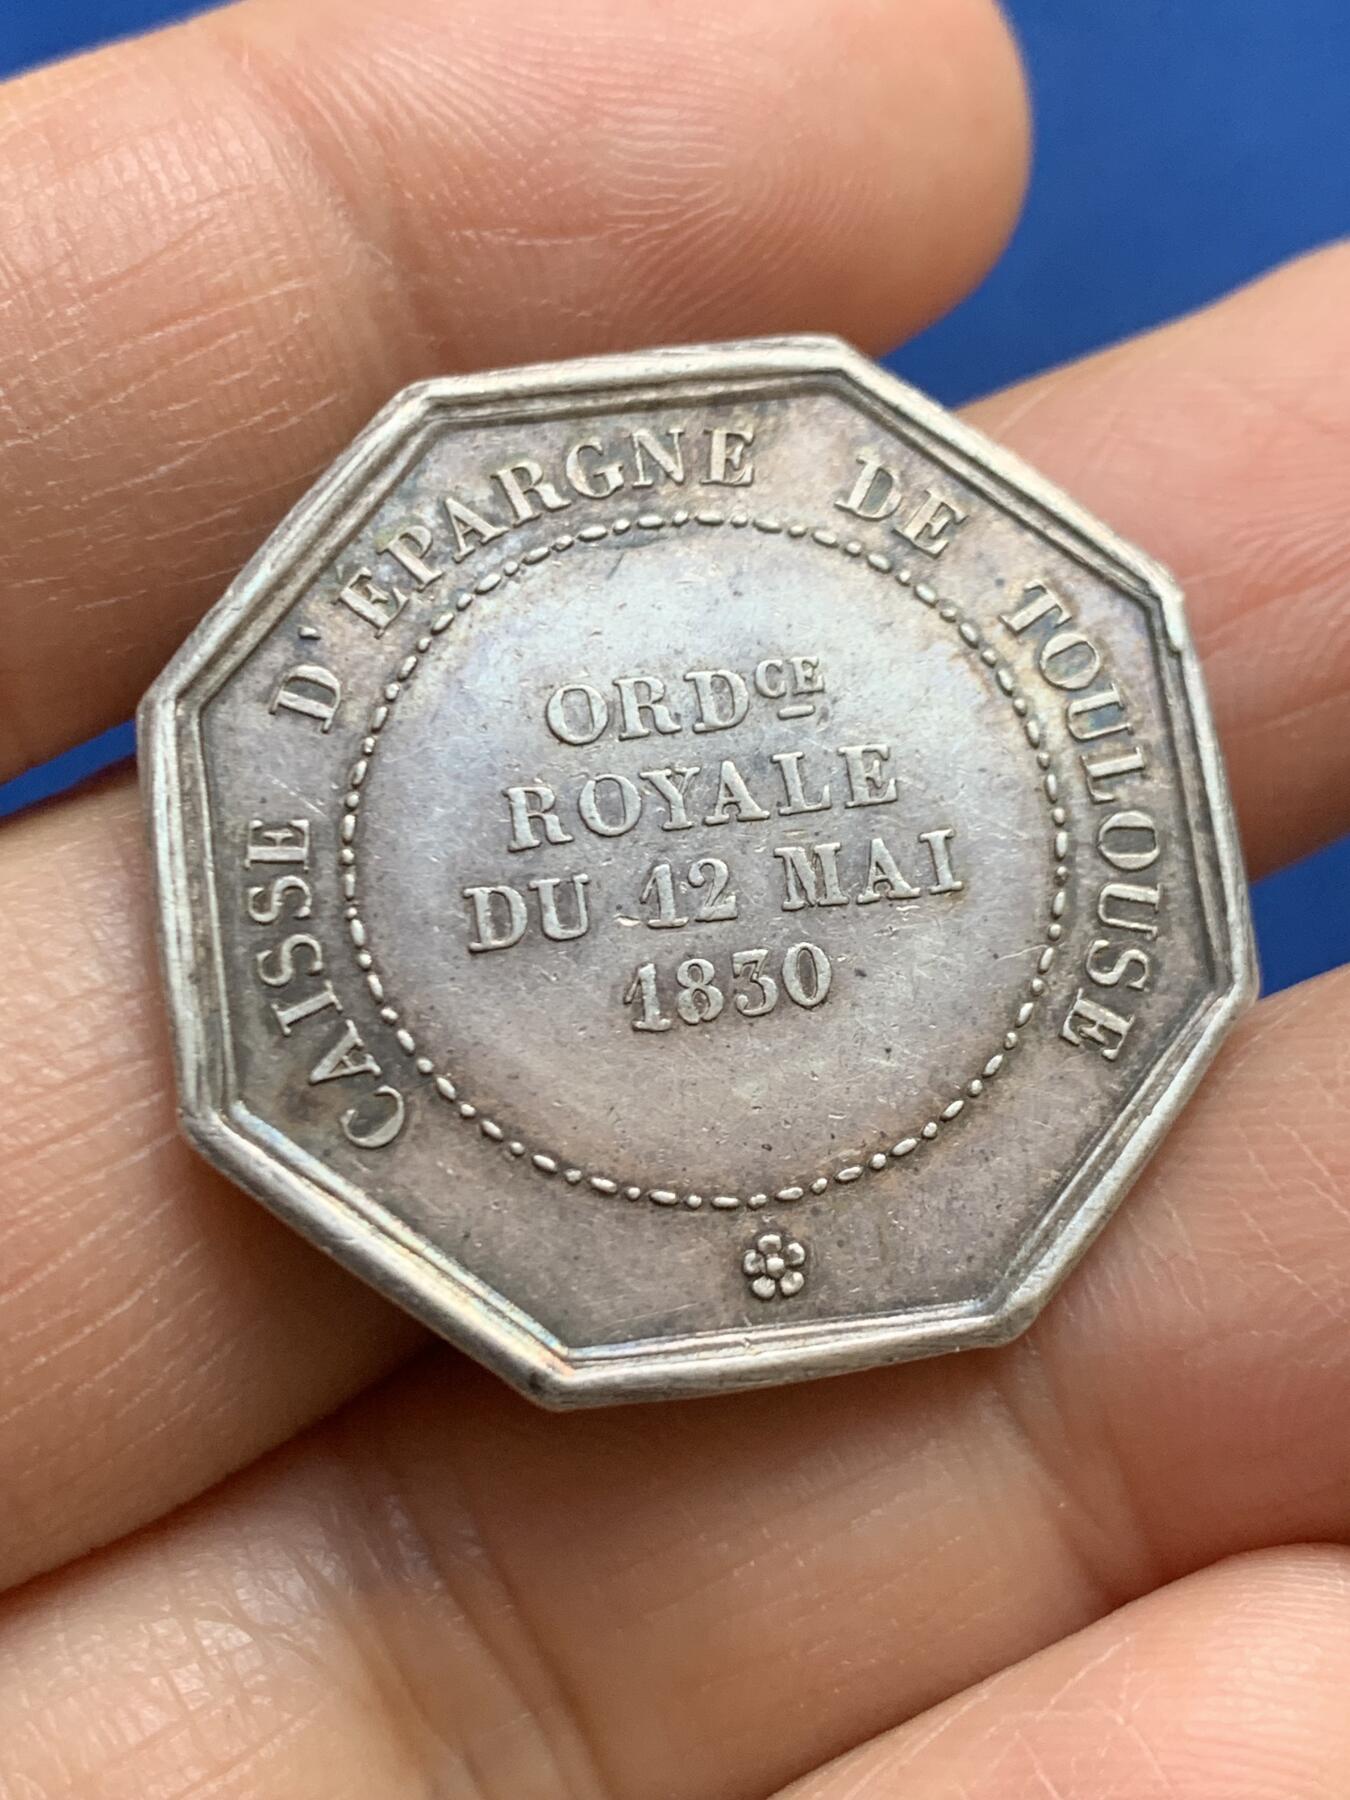 CAISSE D'EPARGNE DE TOULOUSE
ORDCE
ROYALE
DU 12 MAI
1830